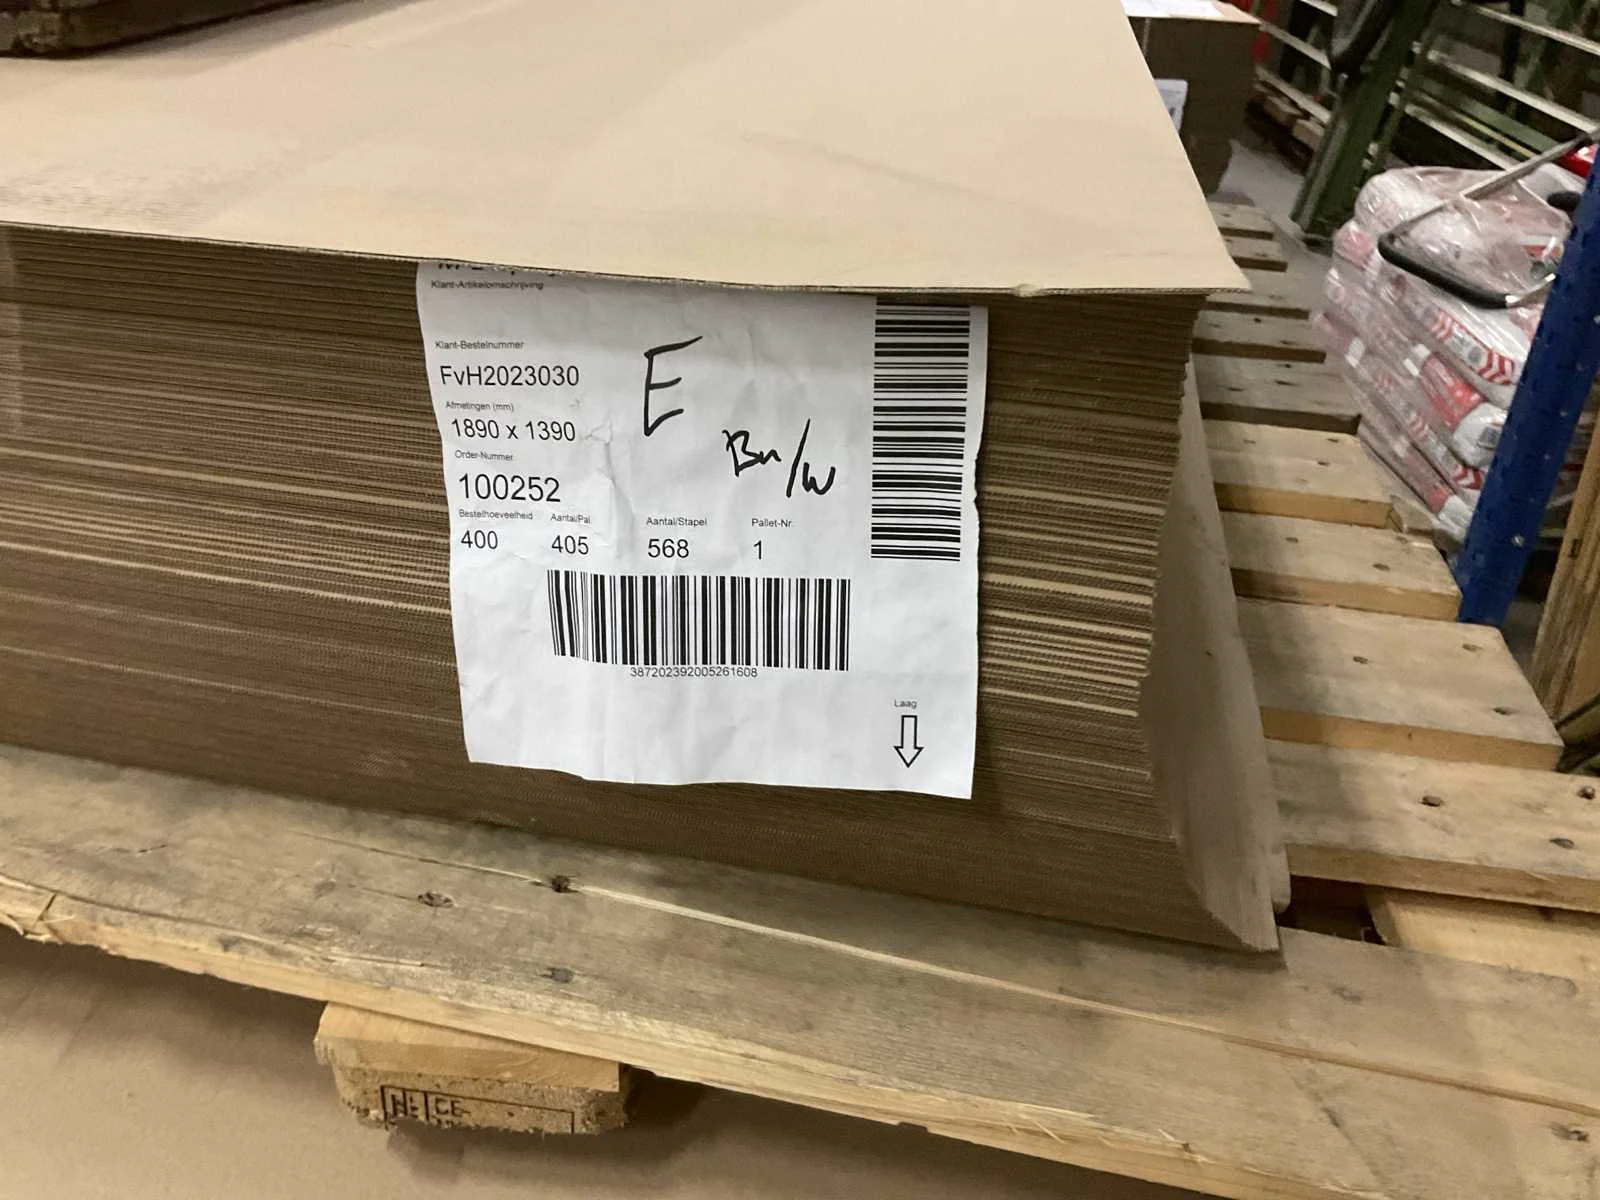 Klant-Artikelomschrijving
Klant-Bestelnummer
FvH2023030
Afmetingen (mm)
1890 x 1390
Order-Nummer
100252
E
Bn/w
Bestelhoeveelheid Aantal/Pal. Aantal/Stapel Pallet-Nr.
400 405 568 1
387202392005261608
Laag